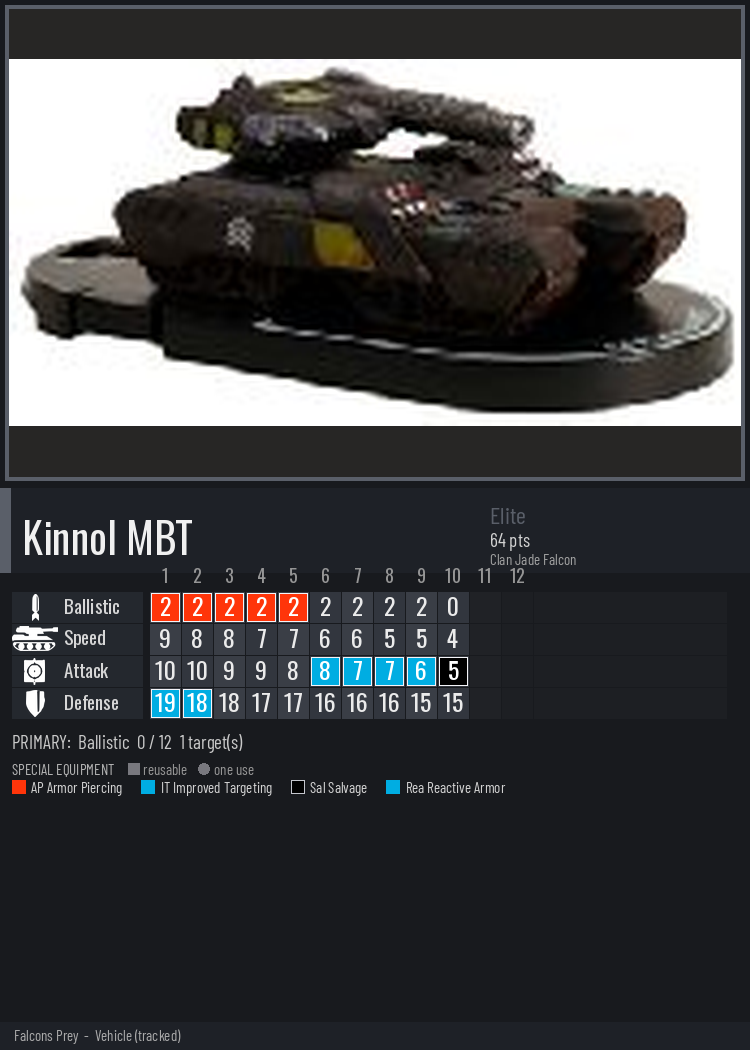 Kinnol MBT
Elite
64 pts
Clan Jade Falcon
1 2 3 4 5 6 7 8 9 10 11 12
Ballistic 2 2 2 2 2 2 2 2 2 0
Speed 9 8 8 7 7 6 6 5 5 4
Attack 10 10 9 9 8 8 7 7 6 5
Defense 19 18 18 17 17 16 16 16 15 15
PRIMARY: Ballistic 0 / 12 1 target(s)
SPECIAL EQUIPMENT reusable one use
AP Armor Piercing IT Improved Targeting Sal Salvage Rea Reactive Armor
Falcons Prey - Vehicle (tracked)